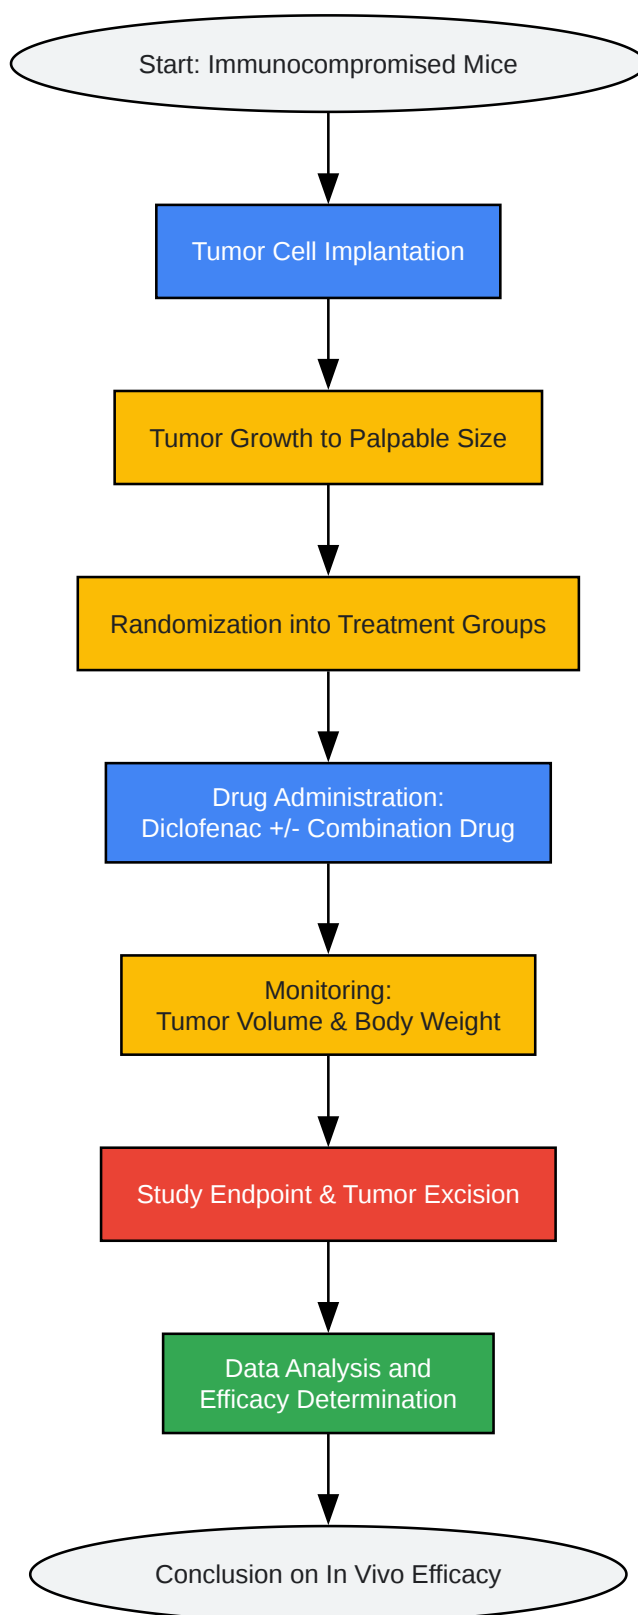 Start: Immunocompromised Mice
Tumor Cell Implantation
Tumor Growth to Palpable Size
Randomization into Treatment Groups
Drug Administration:
Diclofenac +/- Combination Drug
Monitoring:
Tumor Volume & Body Weight
Study Endpoint & Tumor Excision
Data Analysis and
Efficacy Determination
Conclusion on In Vivo Efficacy